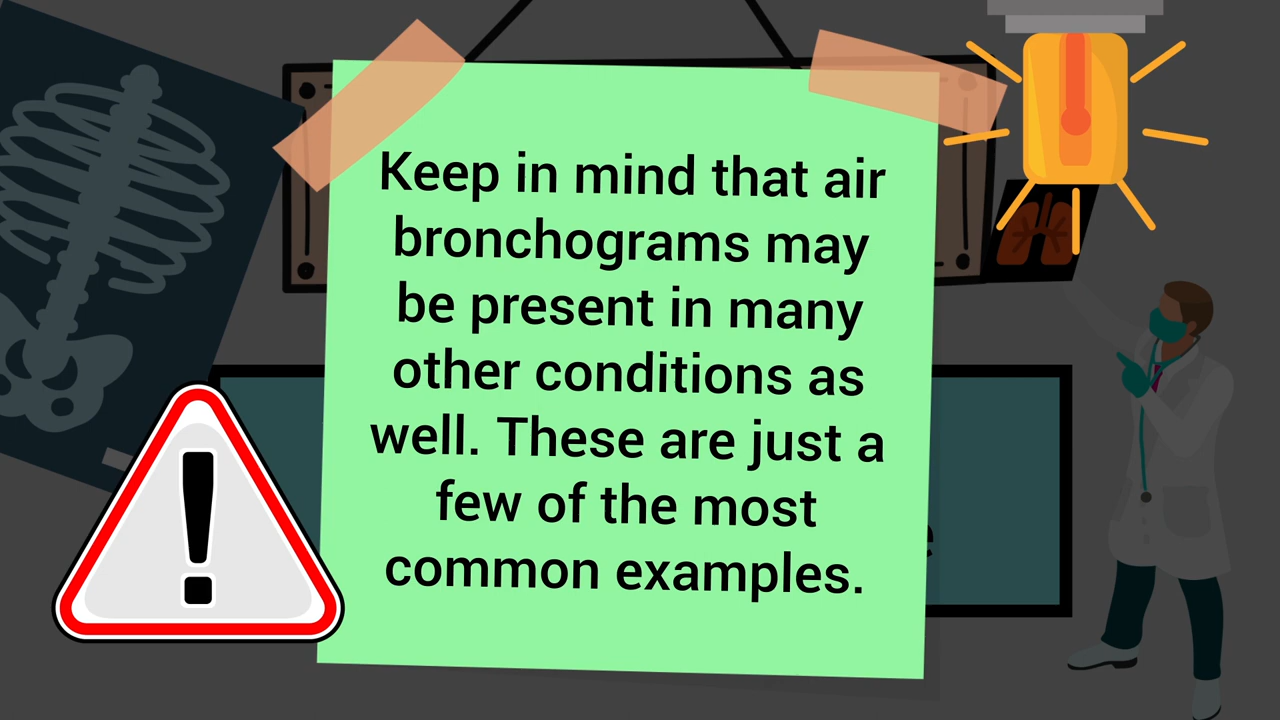 Keep in mind that air
bronchograms may
be present in many
other conditions as
well. These are just a
few of the most
common examples.